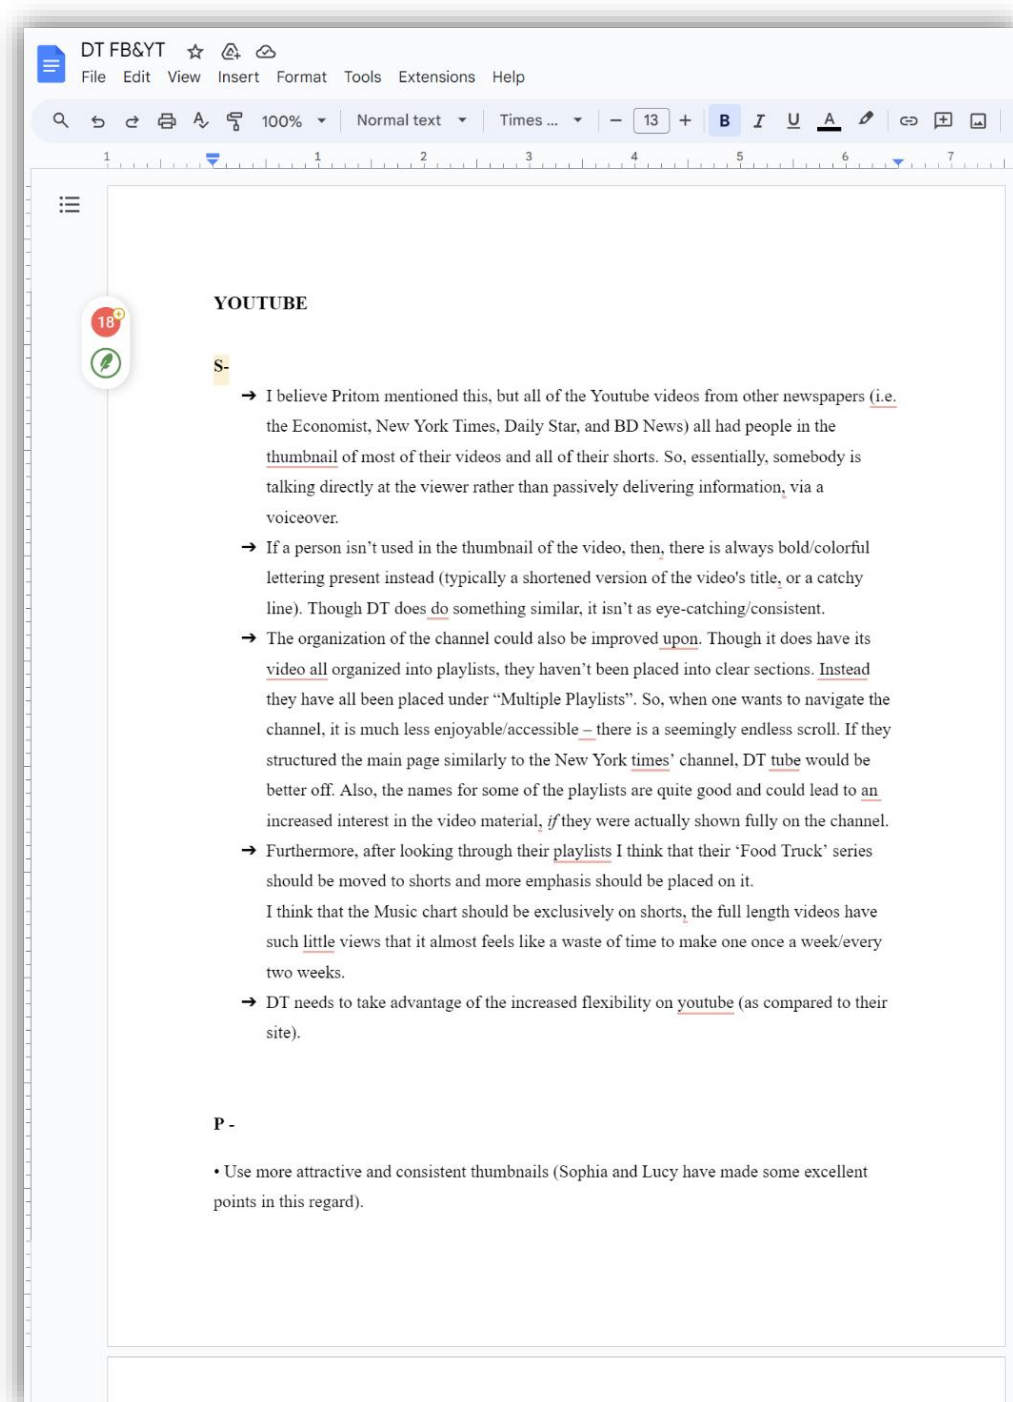 DT FB&YT
File Edit View Insert Format Tools Extensions Help
100% Normal text Times ... − 13 + B I U A
1 1 2 3 4 5 6 7
YOUTUBE
18
S-
➔ I believe Pritom mentioned this, but all of the Youtube videos from other newspapers (i.e.
the Economist, New York Times, Daily Star, and BD News) all had people in the
thumbnail of most of their videos and all of their shorts. So, essentially, somebody is
talking directly at the viewer rather than passively delivering information, via a
voiceover.
➔ If a person isn’t used in the thumbnail of the video, then, there is always bold/colorful
lettering present instead (typically a shortened version of the video's title, or a catchy
line). Though DT does do something similar, it isn’t as eye-catching/consistent.
➔ The organization of the channel could also be improved upon. Though it does have its
video all organized into playlists, they haven’t been placed into clear sections. Instead
they have all been placed under “Multiple Playlists”. So, when one wants to navigate the
channel, it is much less enjoyable/accessible – there is a seemingly endless scroll. If they
structured the main page similarly to the New York times’ channel, DT tube would be
better off. Also, the names for some of the playlists are quite good and could lead to an
increased interest in the video material, if they were actually shown fully on the channel.
➔ Furthermore, after looking through their playlists I think that their ‘Food Truck’ series
should be moved to shorts and more emphasis should be placed on it.
I think that the Music chart should be exclusively on shorts, the full length videos have
such little views that it almost feels like a waste of time to make one once a week/every
two weeks.
➔ DT needs to take advantage of the increased flexibility on youtube (as compared to their
site).
P -
• Use more attractive and consistent thumbnails (Sophia and Lucy have made some excellent
points in this regard).